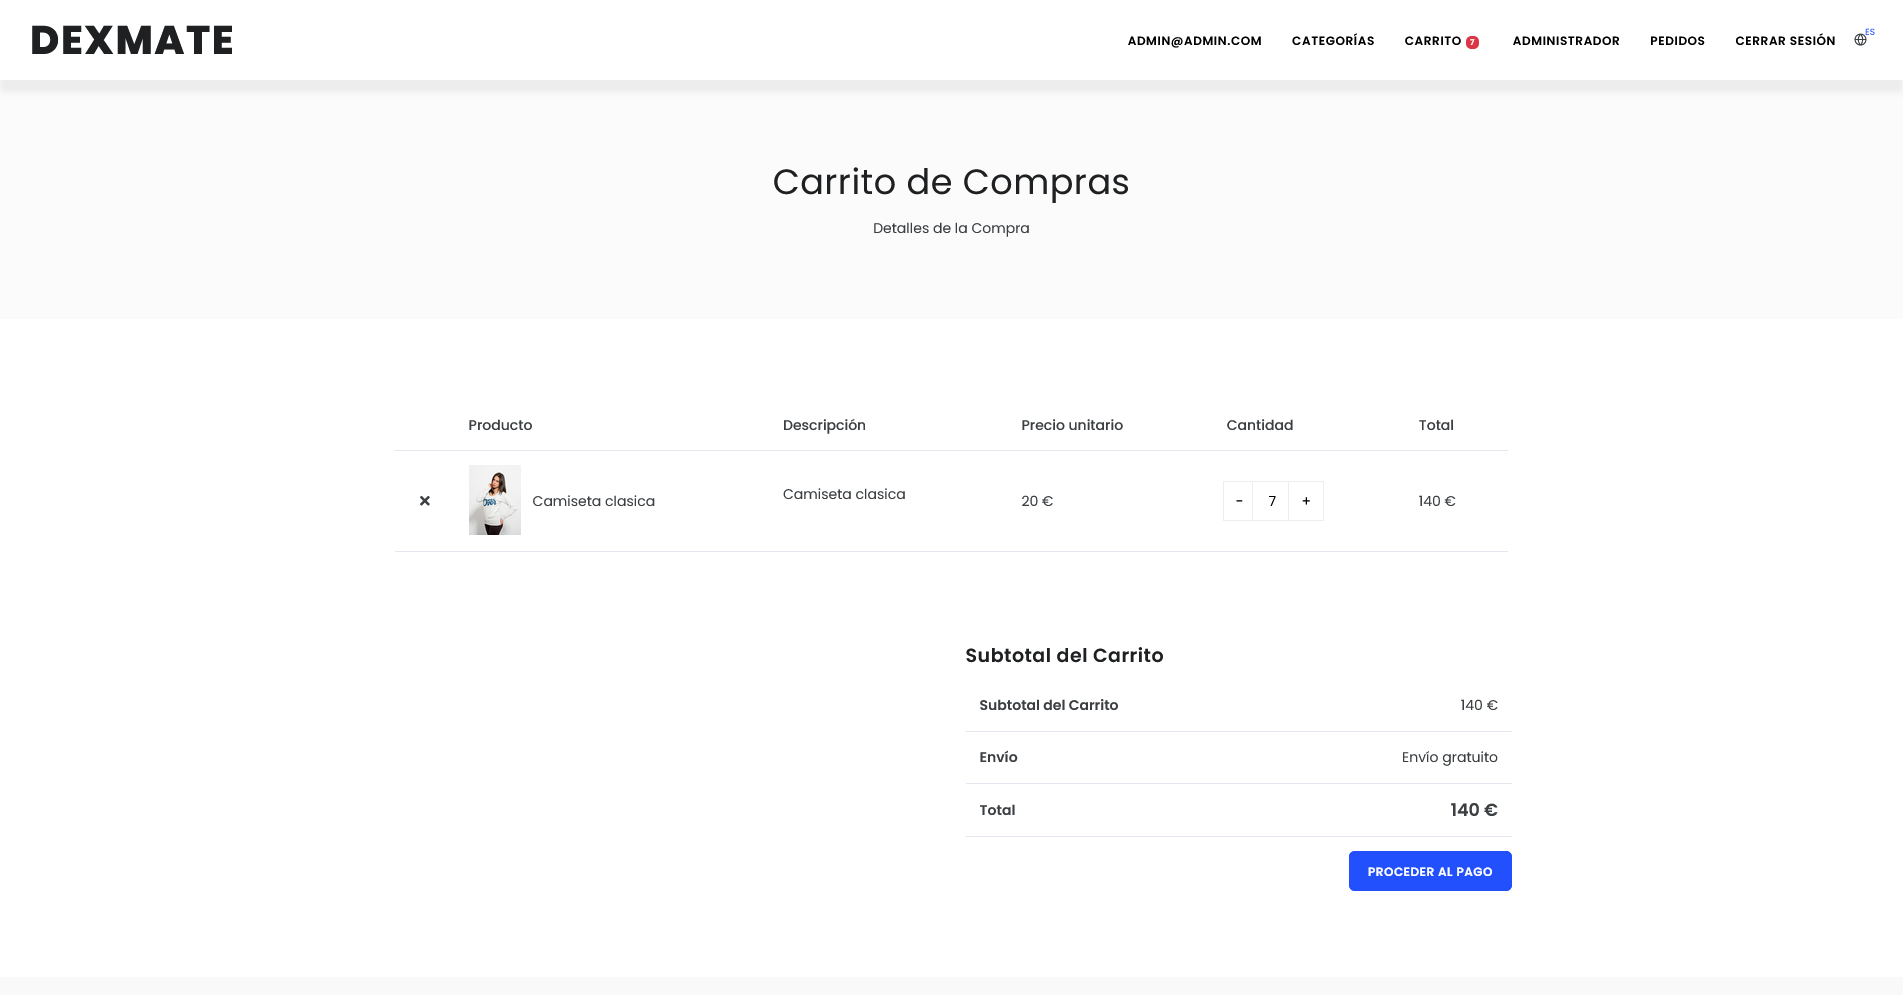 DEXMATE
ADMIN@ADMIN.COM CATEGORÍAS CARRITO 7 ADMINISTRADOR PEDIDOS CERRAR SESIÓN ES
Carrito de Compras
Detalles de la Compra
Producto Descripción Precio unitario Cantidad Total
Camiseta clasica Camiseta clasica 20 € - 7 + 140 €
Subtotal del Carrito
Subtotal del Carrito 140 €
Envío Envío gratuito
Total 140 €
PROCEDER AL PAGO